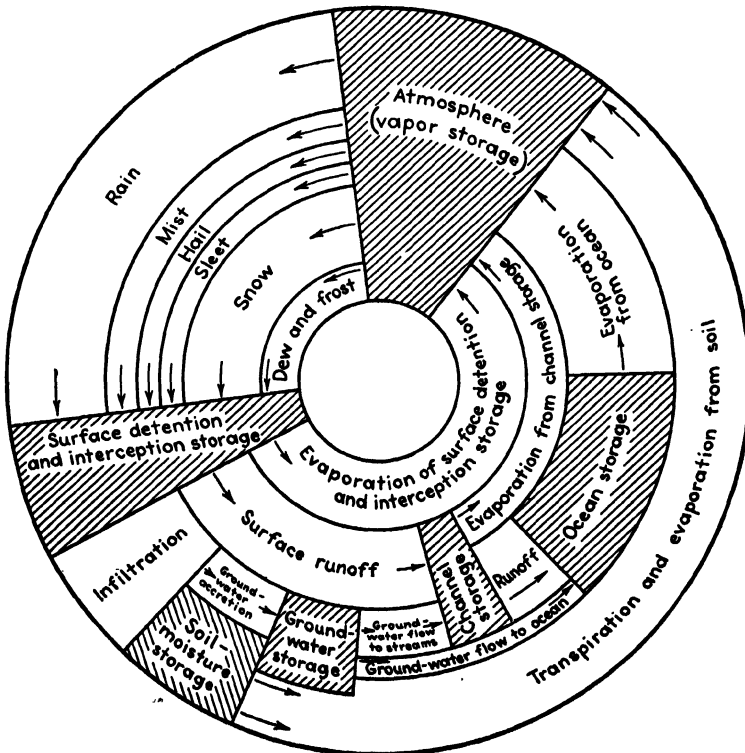 Atmosphere
(vapor storage)
Rain
Mist
Hail
Sleet
Snow
Dew and frost
Surface detention
and interception storage
Infiltration
Soil-
moisture
storage
Ground-
water
accretion
Ground-
water
storage
Surface runoff
Ground-
water flow
to streams
Ground-water flow to ocean
Channel
storage
Runoff
Ocean storage
Evaporation
from ocean
Evaporation from channel storage
Evaporation of surface detention
and interception storage
Transpiration and evaporation from soil